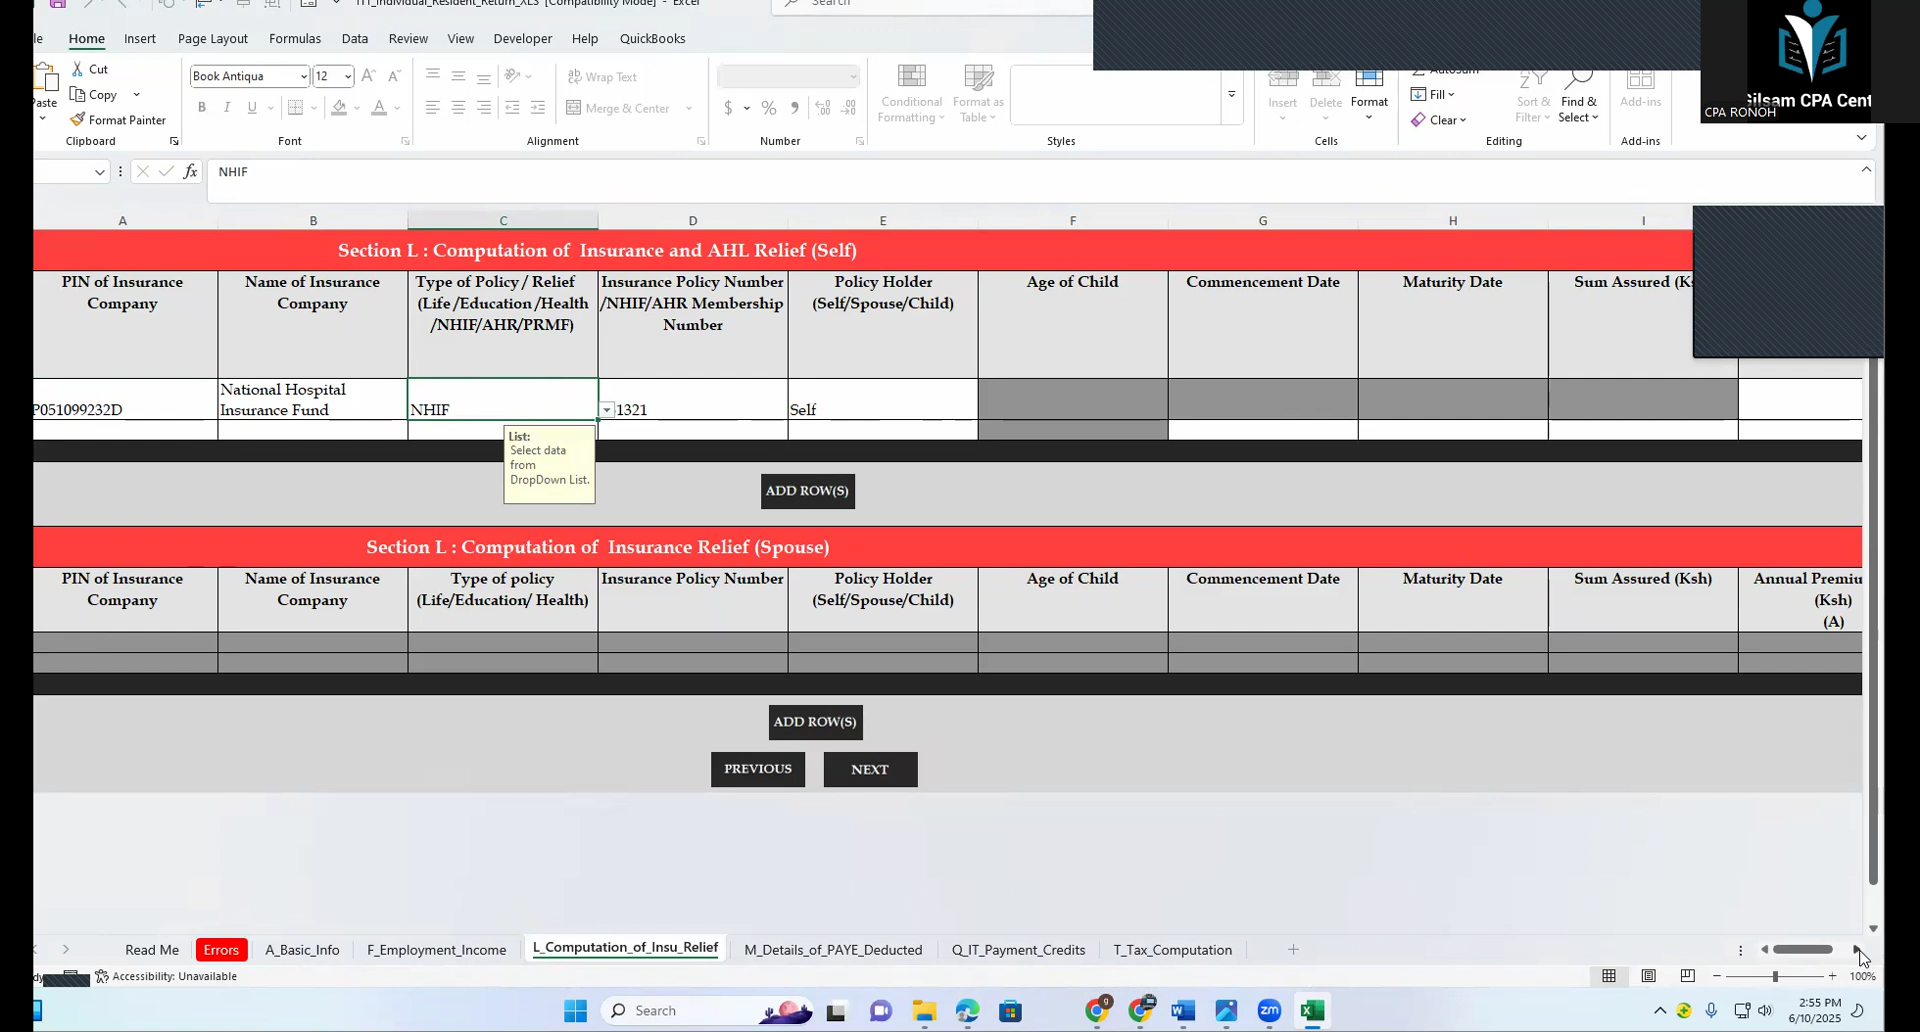 [Compatibility Mode] - Excel
Search
Home Insert Page Layout Formulas Data Review View Developer Help QuickBooks
Cut
Copy
Format Painter
Clipboard
Book Antiqua 12
B I U
Font
Wrap Text
Merge & Center
Alignment
Number
Conditional Formatting
Format as Table
Styles
Insert Delete Format
Cells
Fill
Clear
Sort & Filter
Find & Select
Editing
Add-ins
Add-ins
CPA RONOH
NHIF
A B C D E F G H I
Section L : Computation of Insurance and AHL Relief (Self)
PIN of Insurance Company
Name of Insurance Company
Type of Policy / Relief (Life /Education /Health /NHIF/AHR/PRMF)
Insurance Policy Number /NHIF/AHR Membership Number
Policy Holder (Self/Spouse/Child)
Age of Child
Commencement Date
Maturity Date
Sum Assured
P051099232D
National Hospital Insurance Fund
NHIF
1321
Self
List:
Select data
from
DropDown List.
ADD ROW(S)
Section L : Computation of Insurance Relief (Spouse)
PIN of Insurance Company
Name of Insurance Company
Type of policy (Life/Education/ Health)
Insurance Policy Number
Policy Holder (Self/Spouse/Child)
Age of Child
Commencement Date
Maturity Date
Sum Assured (Ksh)
Annual Premiu
(Ksh)
(A)
ADD ROW(S)
PREVIOUS NEXT
Read Me Errors A_Basic_Info F_Employment_Income L_Computation_of_Insu_Relief M_Details_of_PAYE_Deducted Q_IT_Payment_Credits T_Tax_Computation
Accessibility: Unavailable
100%
Search
2:55 PM
6/10/2025